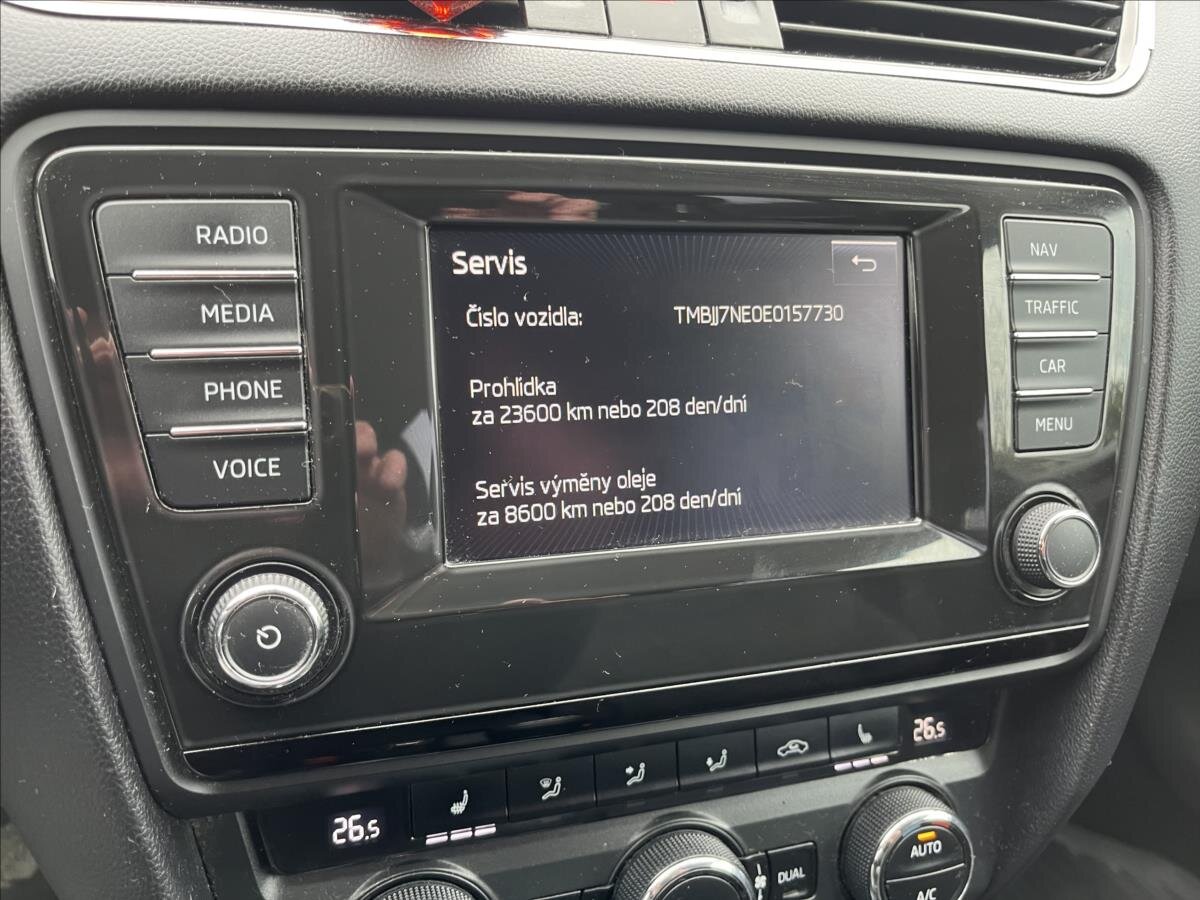 RADIO
MEDIA
PHONE
VOICE
Servis
Číslo vozidla: TMBJJ7NE0E0157730
Prohlídka
za 23600 km nebo 208 den/dní
Servis výměny oleje
za 8600 km nebo 208 den/dní
NAV
TRAFFIC
CAR
MENU
26.5
26.5
DUAL
AUTO
A/C